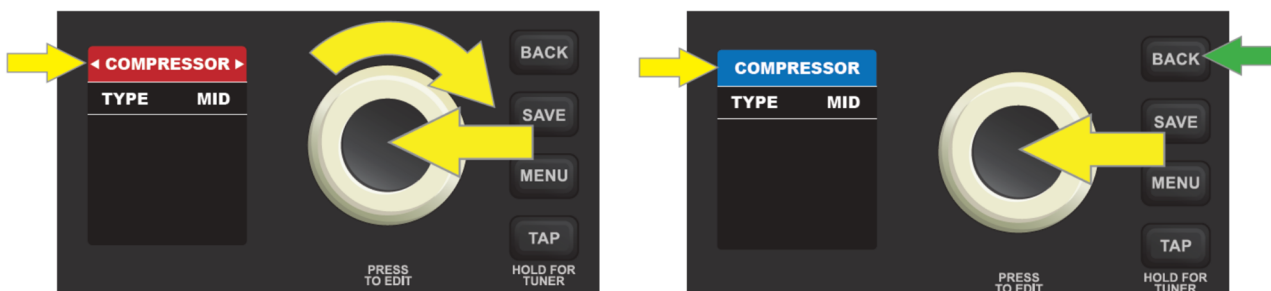 ◄ COMPRESSOR ►
TYPE MID
BACK
SAVE
MENU
TAP
PRESS
TO EDIT
HOLD FOR
TUNER
COMPRESSOR
TYPE MID
BACK
SAVE
MENU
TAP
PRESS
TO EDIT
HOLD FOR
TUNER